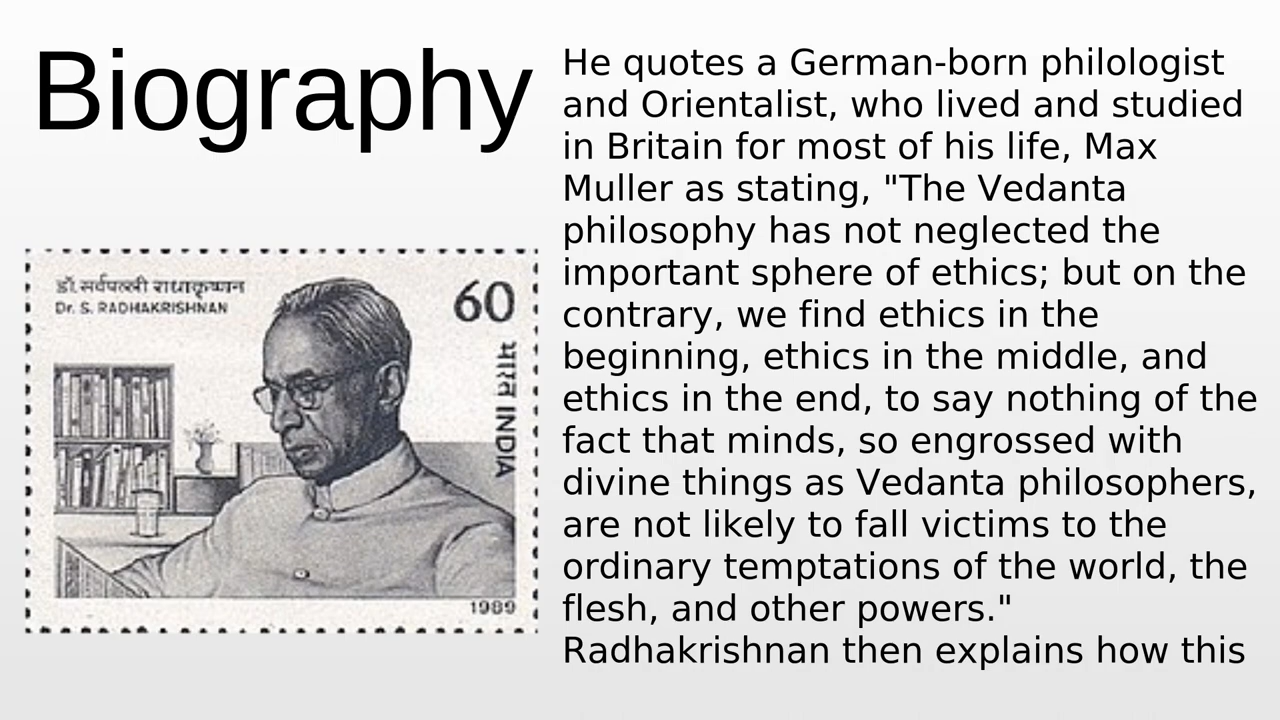 Biography
डॉ. सर्वपल्ली राधाकृष्णन
Dr. S. RADHAKRISHNAN
60
भारत INDIA
1989
He quotes a German-born philologist
and Orientalist, who lived and studied
in Britain for most of his life, Max
Muller as stating, "The Vedanta
philosophy has not neglected the
important sphere of ethics; but on the
contrary, we find ethics in the
beginning, ethics in the middle, and
ethics in the end, to say nothing of the
fact that minds, so engrossed with
divine things as Vedanta philosophers,
are not likely to fall victims to the
ordinary temptations of the world, the
flesh, and other powers."
Radhakrishnan then explains how this